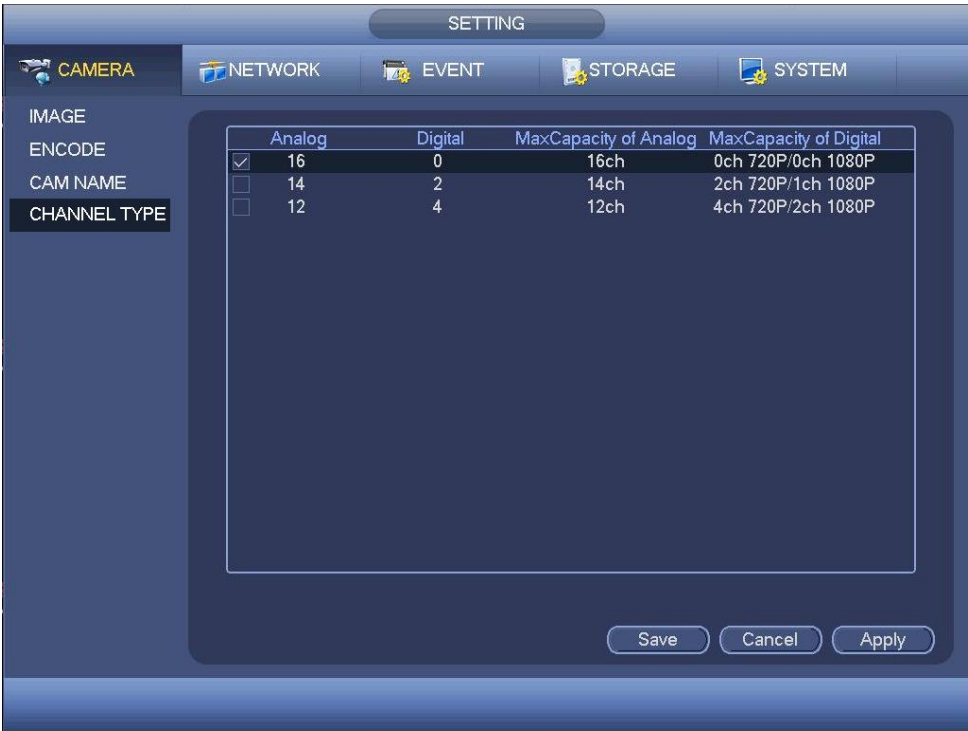 SETTING
CAMERA NETWORK EVENT STORAGE SYSTEM
IMAGE
ENCODE
CAM NAME
CHANNEL TYPE
Analog Digital MaxCapacity of Analog MaxCapacity of Digital
16 0 16ch 0ch 720P/0ch 1080P
14 2 14ch 2ch 720P/1ch 1080P
12 4 12ch 4ch 720P/2ch 1080P
Save Cancel Apply